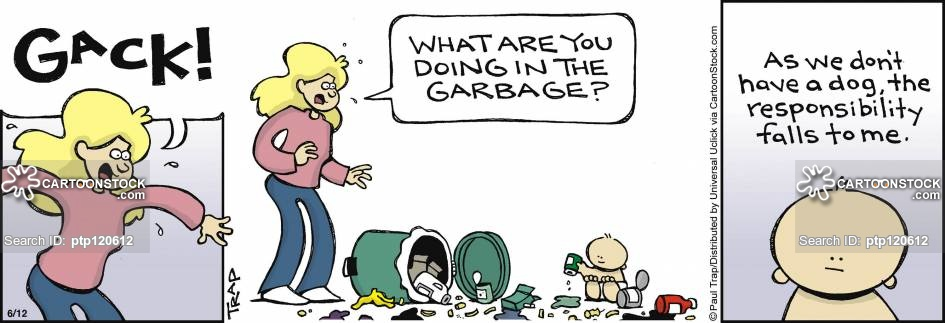 GACK!
WHAT ARE YOU
DOING IN THE
GARBAGE?
As we don't
have a dog, the
responsibility
falls to me.
CARTOONSTOCK
.com
Search ID: ptp120612
CARTOONSTOCK
.com
Search ID: ptp120612
6/12
TRAP
© Paul Trap/Distributed by Universal Uclick via CartoonStock.com